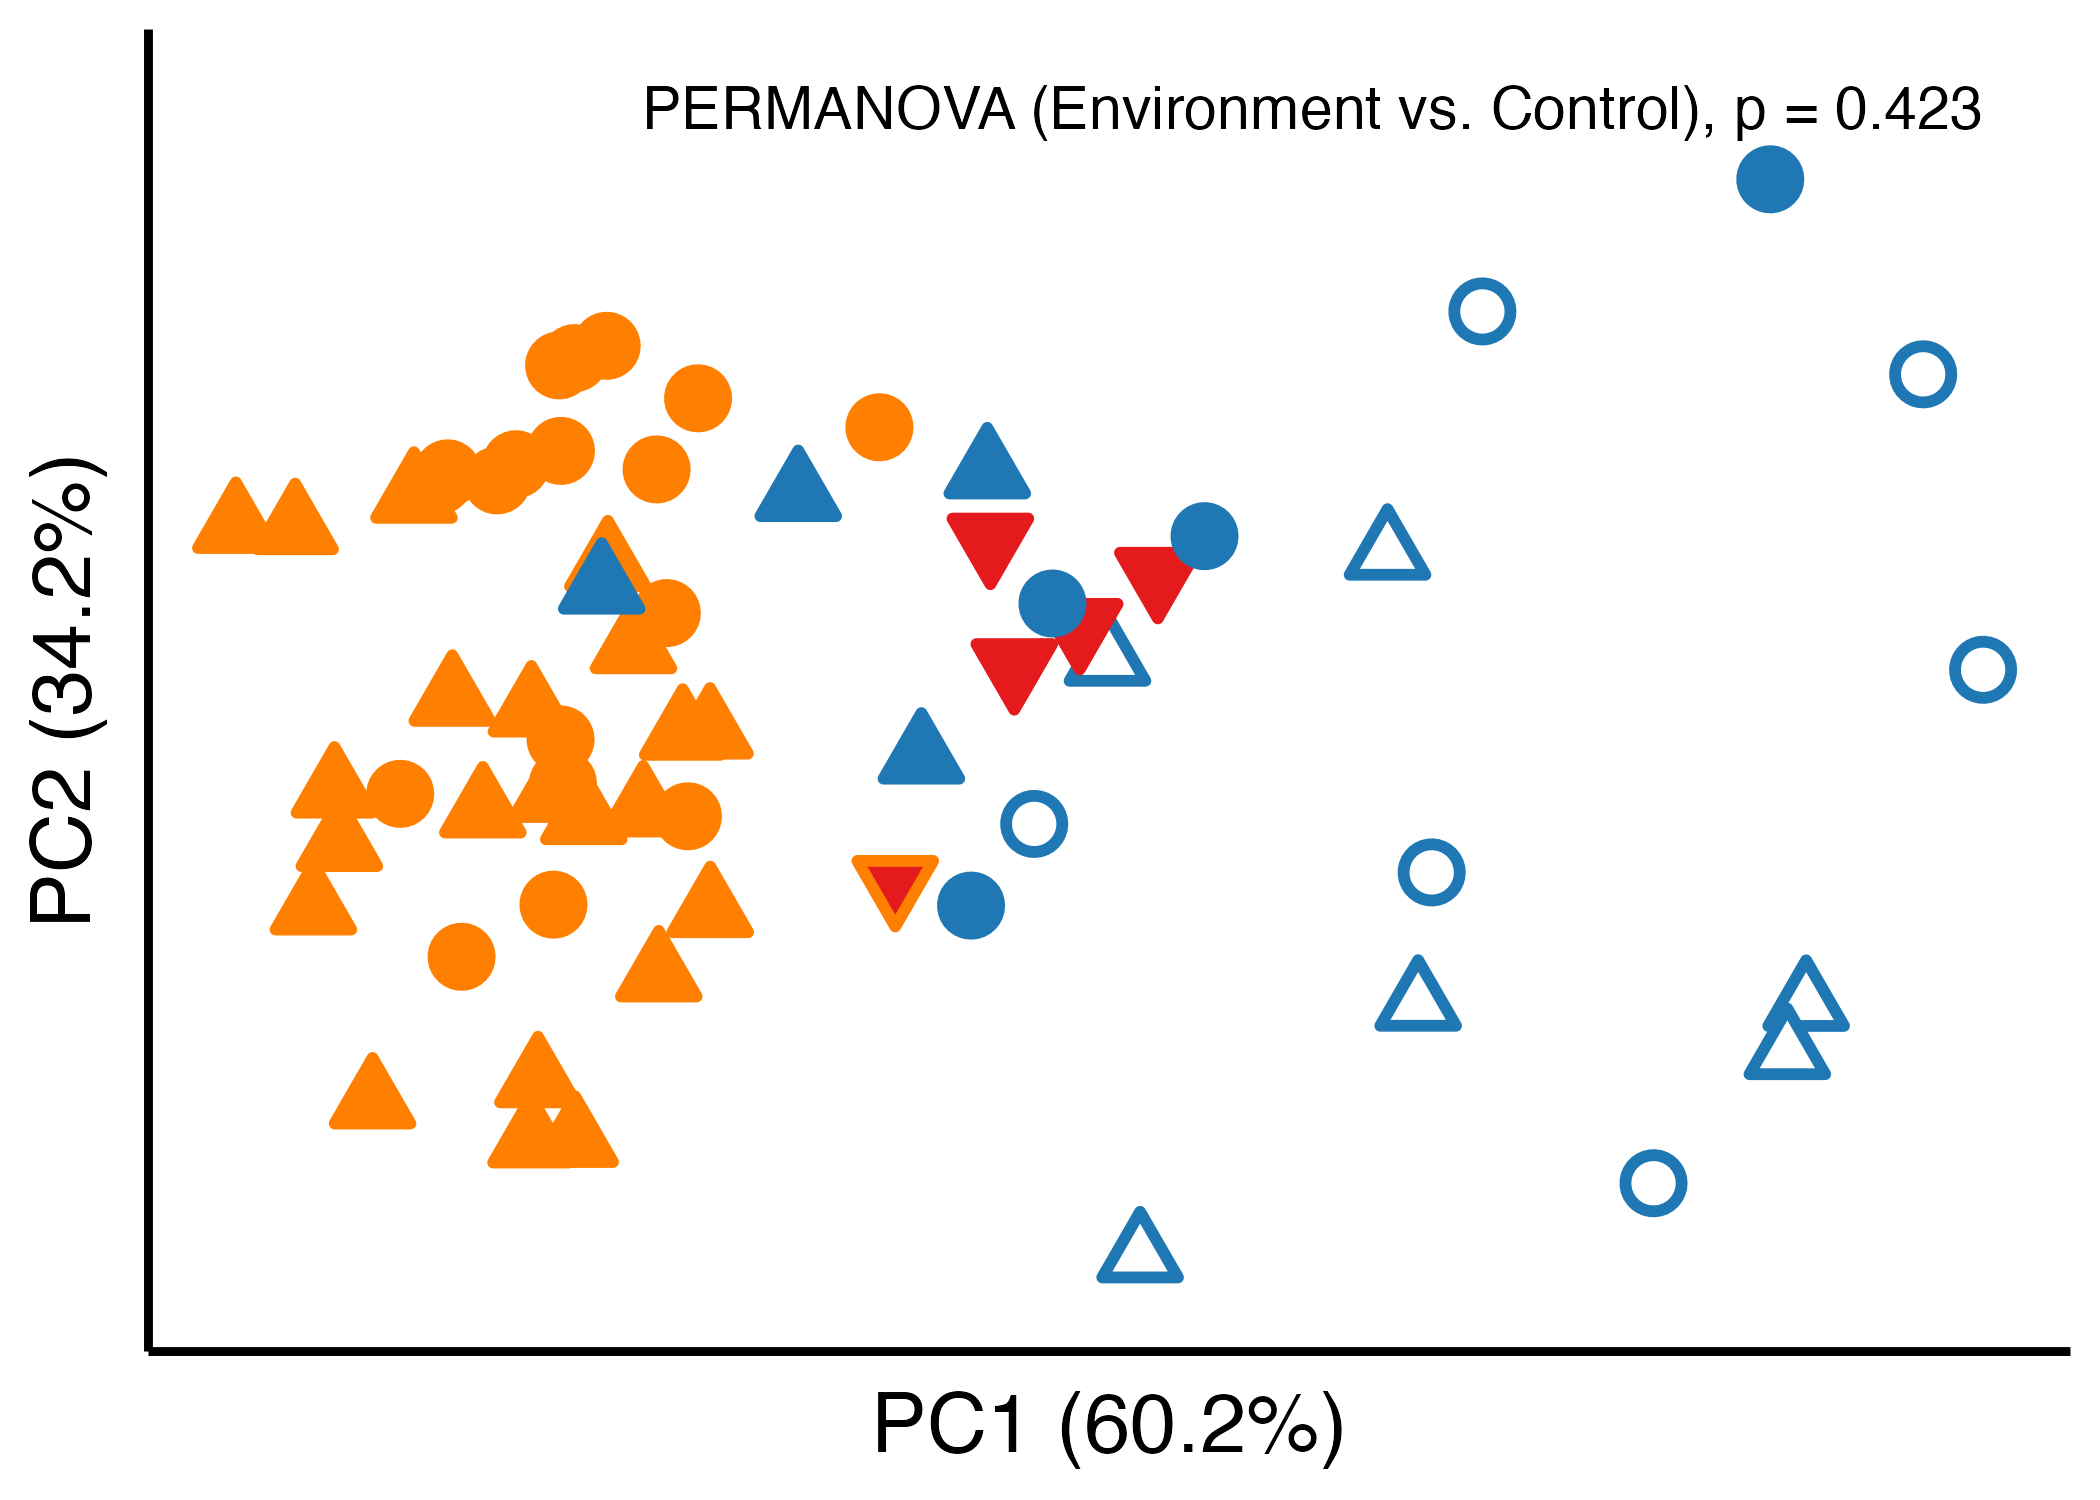 PERMANOVA (Environment vs. Control), p = 0.423
PC2 (34.2%)
PC1 (60.2%)